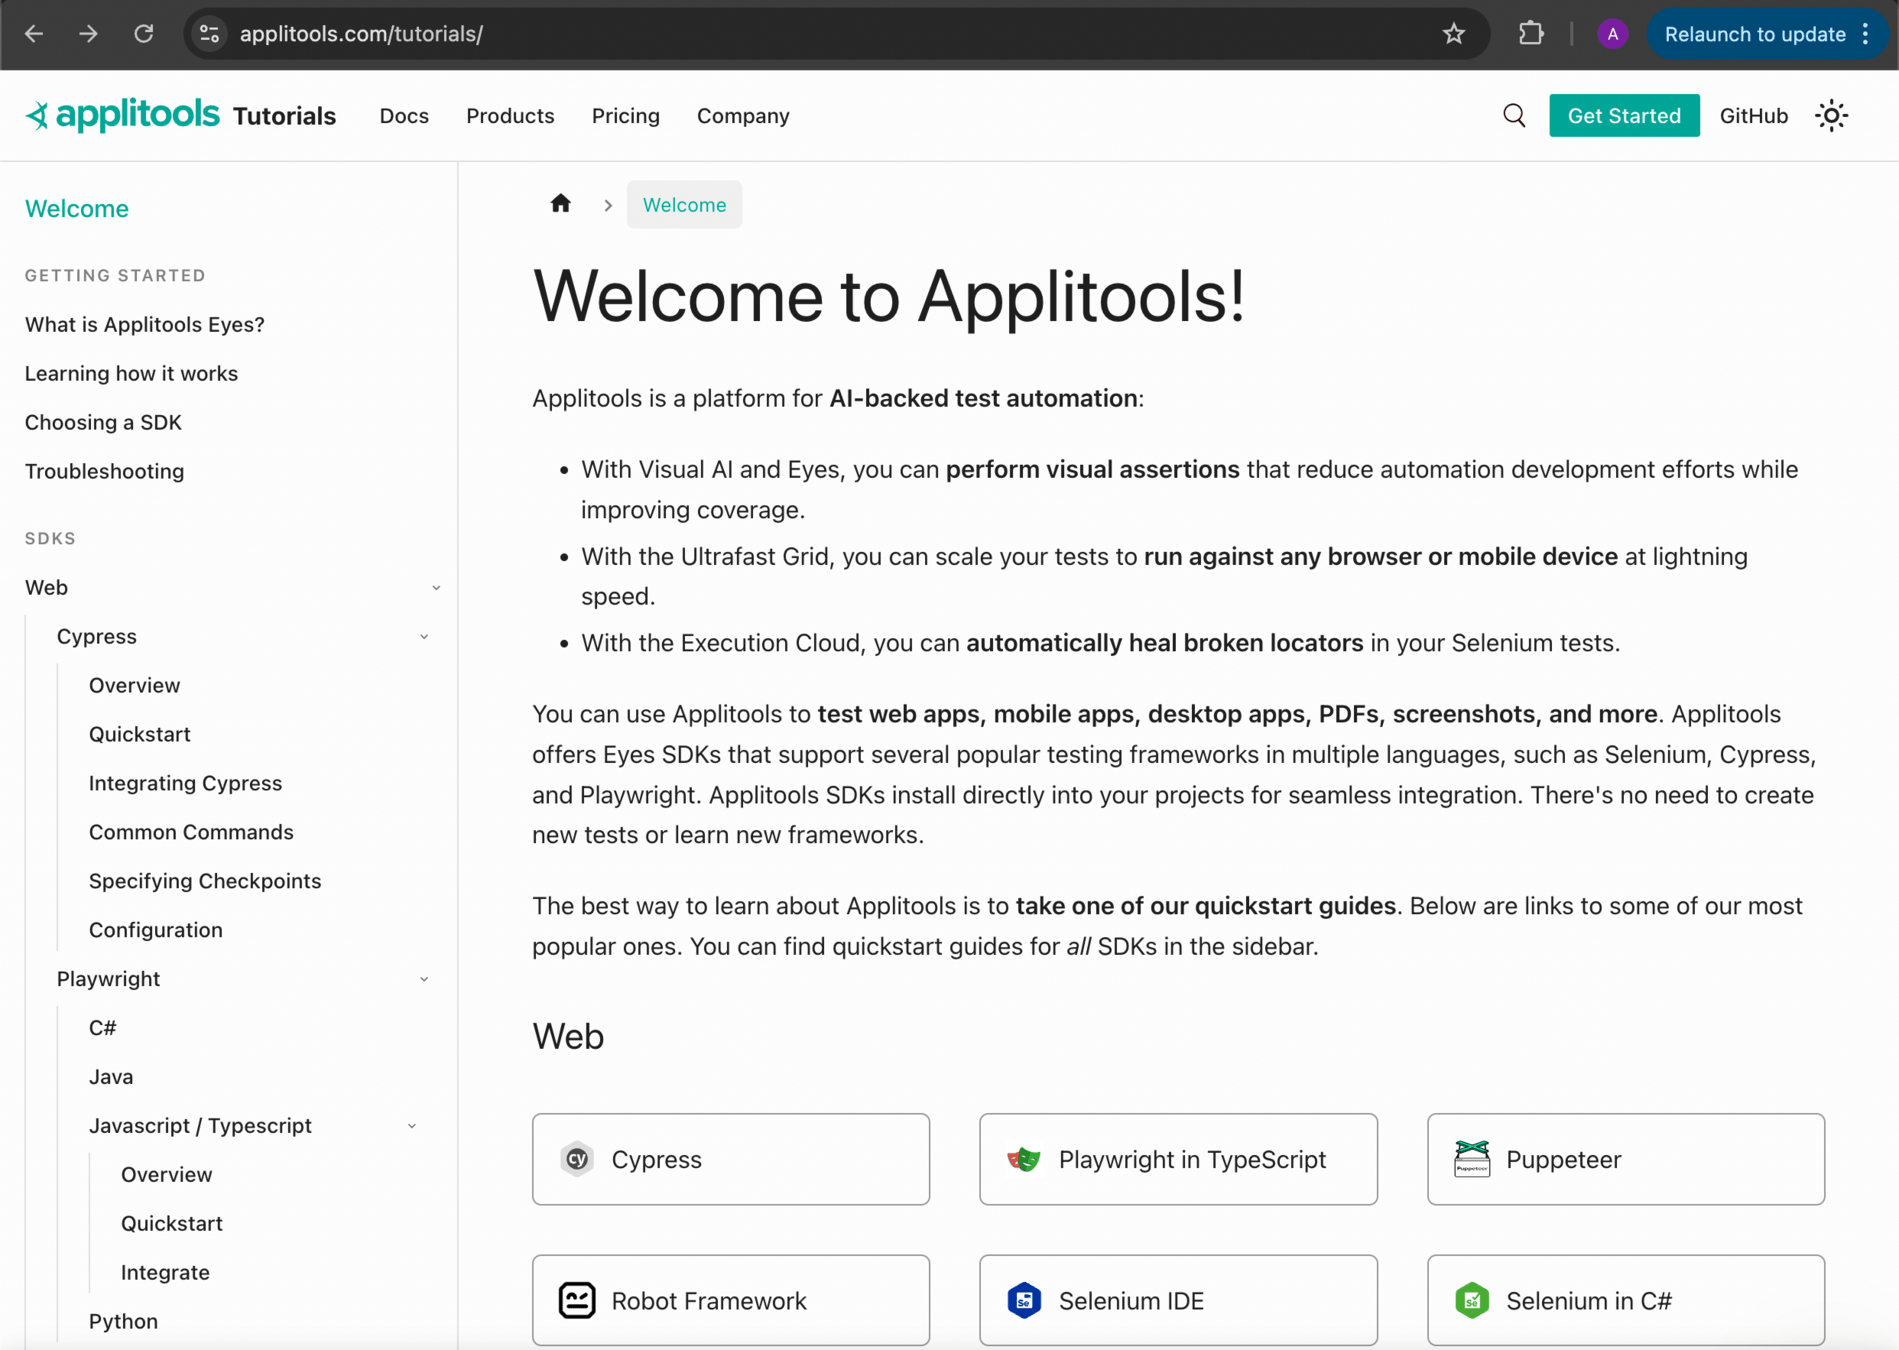 applitools.com/tutorials/
A
Relaunch to update
applitools Tutorials Docs Products Pricing Company Get Started GitHub
Welcome
GETTING STARTED
What is Applitools Eyes?
Learning how it works
Choosing a SDK
Troubleshooting
SDKS
Web
Cypress
Overview
Quickstart
Integrating Cypress
Common Commands
Specifying Checkpoints
Configuration
Playwright
C#
Java
Javascript / Typescript
Overview
Quickstart
Integrate
Python
Welcome
Welcome to Applitools!
Applitools is a platform for AI-backed test automation:
• With Visual AI and Eyes, you can perform visual assertions that reduce automation development efforts while
improving coverage.
• With the Ultrafast Grid, you can scale your tests to run against any browser or mobile device at lightning
speed.
• With the Execution Cloud, you can automatically heal broken locators in your Selenium tests.
You can use Applitools to test web apps, mobile apps, desktop apps, PDFs, screenshots, and more. Applitools
offers Eyes SDKs that support several popular testing frameworks in multiple languages, such as Selenium, Cypress,
and Playwright. Applitools SDKs install directly into your projects for seamless integration. There's no need to create
new tests or learn new frameworks.
The best way to learn about Applitools is to take one of our quickstart guides. Below are links to some of our most
popular ones. You can find quickstart guides for all SDKs in the sidebar.
Web
cy Cypress
Playwright in TypeScript
Puppeteer Puppeteer
Robot Framework
Se Selenium IDE
Se Selenium in C#